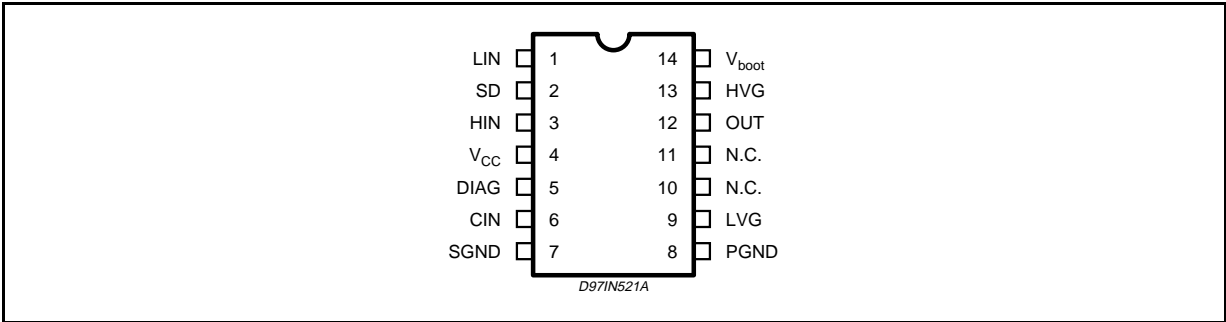 LIN 1 14 Vboot
SD 2 13 HVG
HIN 3 12 OUT
VCC 4 11 N.C.
DIAG 5 10 N.C.
CIN 6 9 LVG
SGND 7 8 PGND
D97IN521A